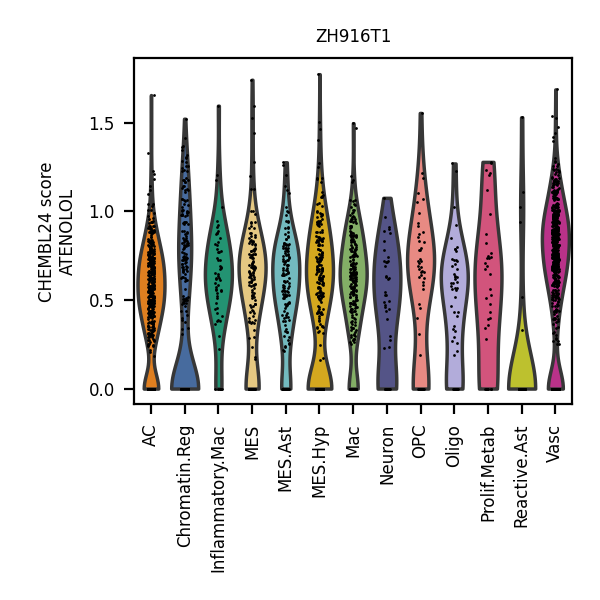 ZH916T1
CHEMBL24 score
ATENOLOL
1.5
1.0
0.5
0.0
AC
Chromatin.Reg
Inflammatory.Mac
MES
MES.Ast
MES.Hyp
Mac
Neuron
OPC
Oligo
Prolif.Metab
Reactive.Ast
Vasc